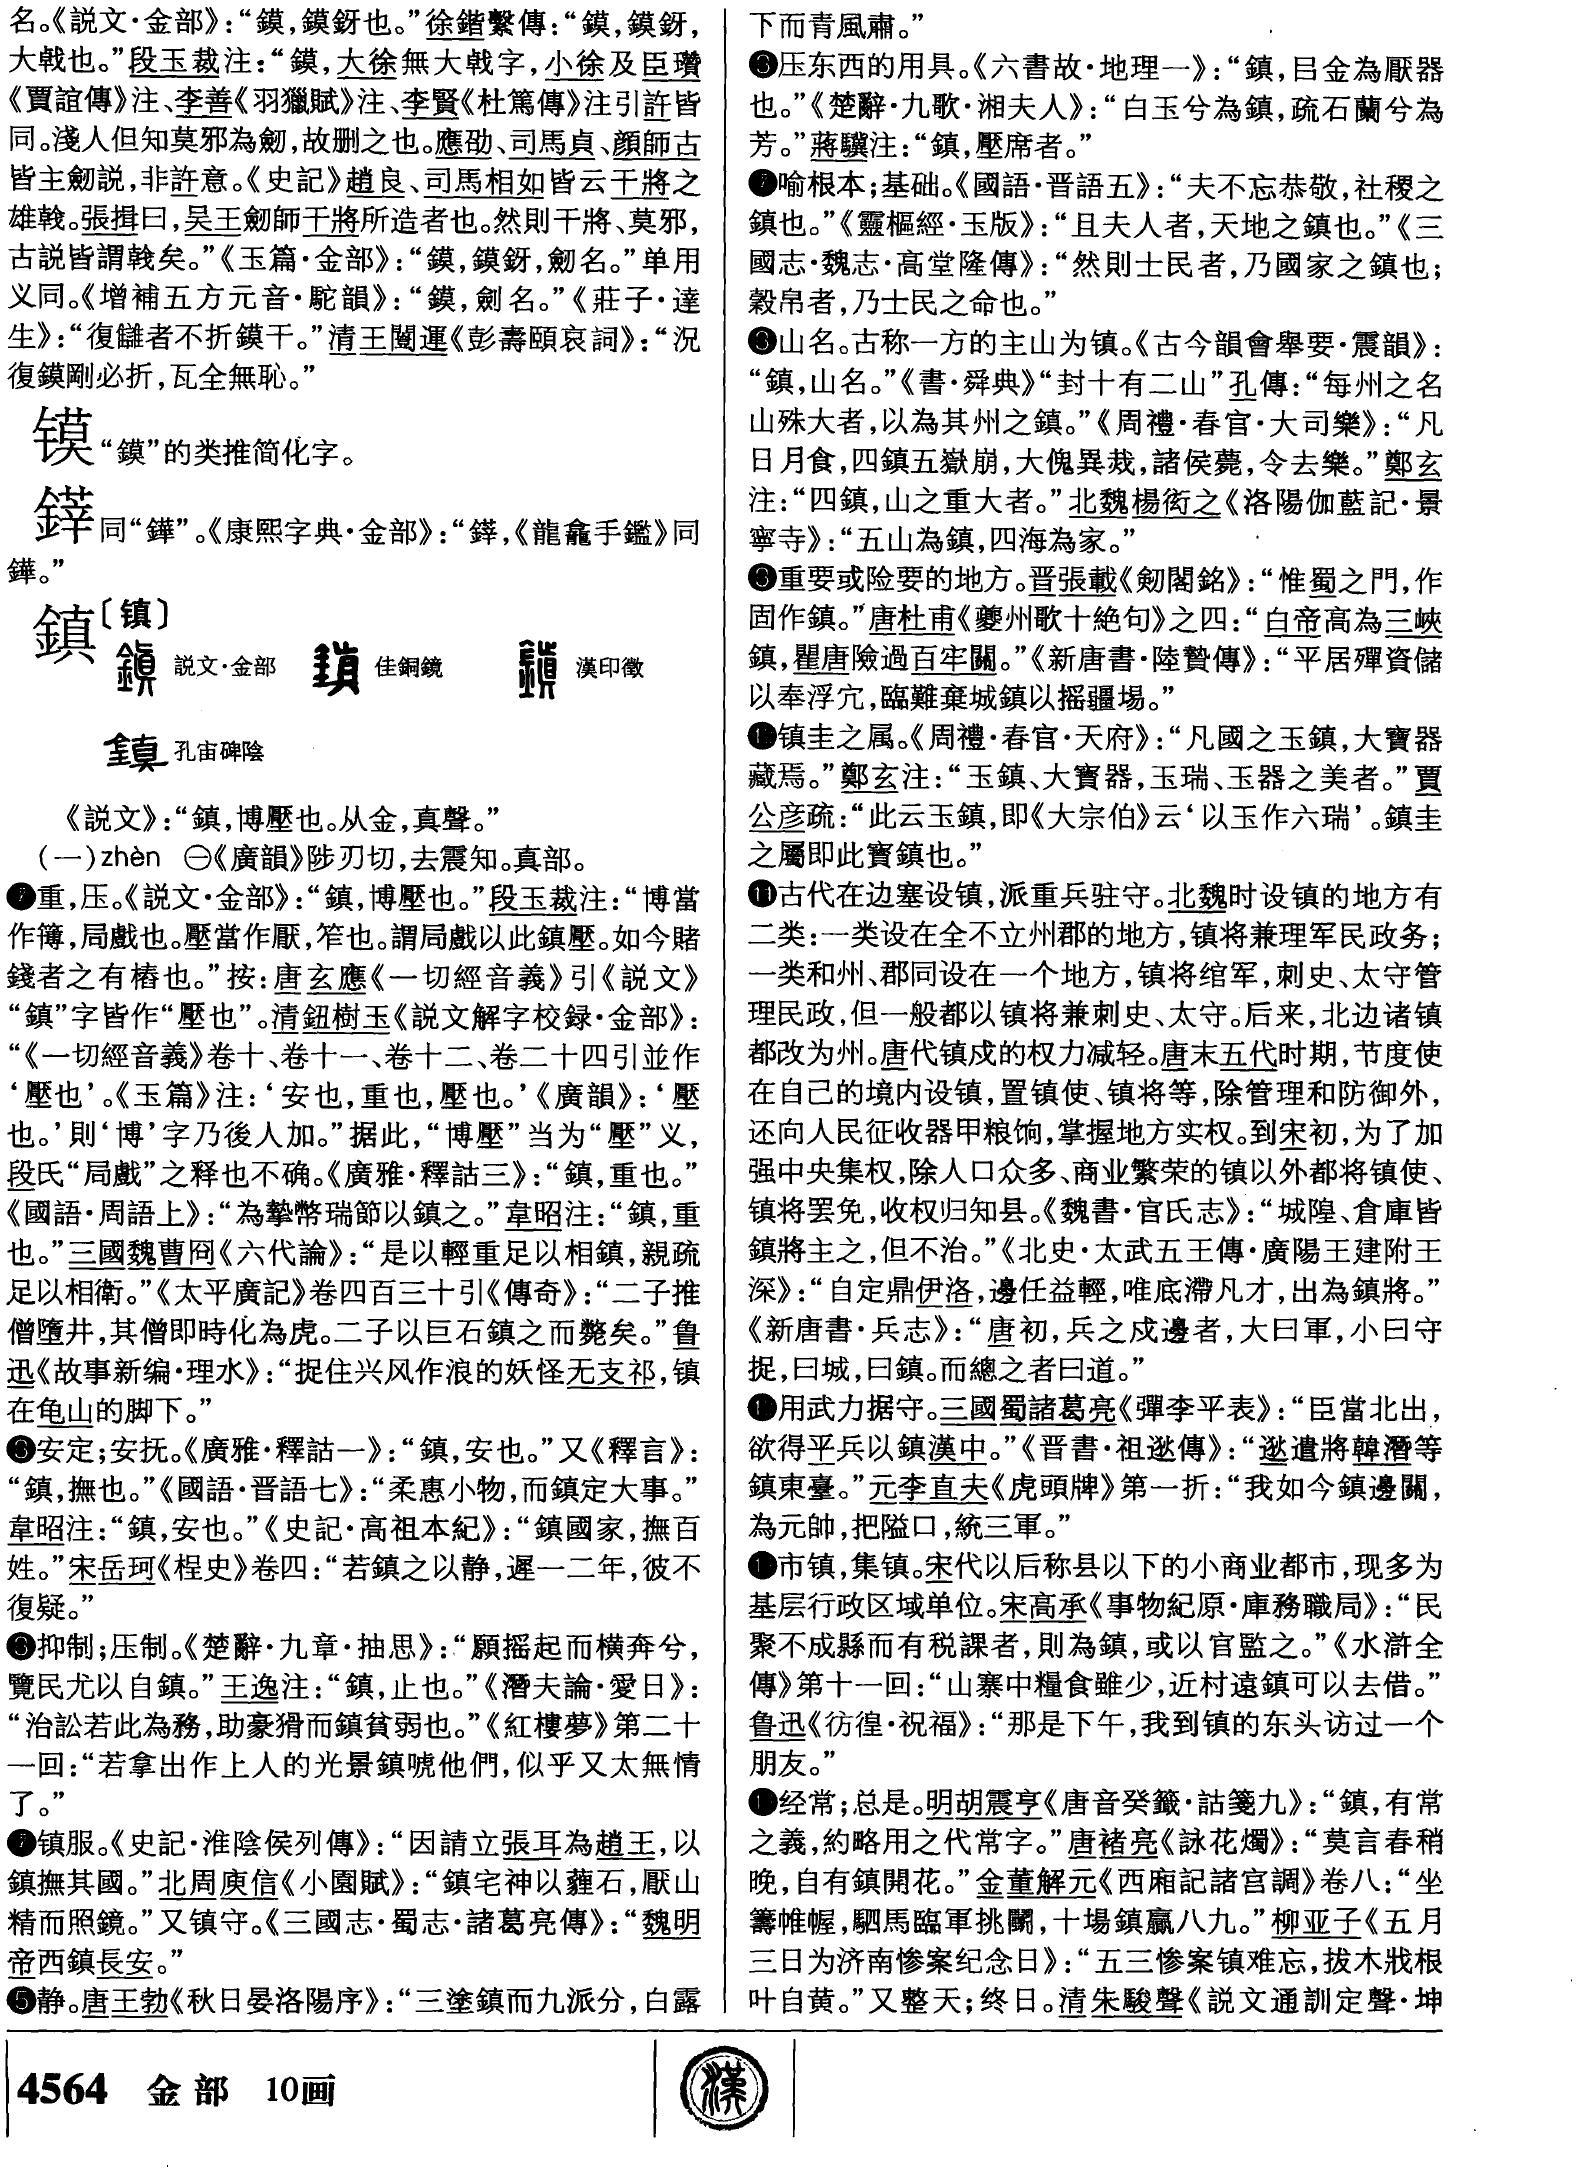 名。《説文·金部》：“鏌，鏌釾也。”徐鍇繫傳：“鏌，鏌釾，
大戟也。”段玉裁注：“鏌，大徐無大戟字，小徐及臣瓚
《賈誼傳》注、李善《羽獵賦》注、李賢《杜篤傳》注引許皆
同。淺人但知莫邪為劒，故删之也。應劭、司馬貞、顔師古
皆主劒説，非許意。《史記》趙良、司馬相如皆云干將之
雄戟。張揖曰，吴王劒師干將所造者也。然則干將、莫邪，
古説皆謂戟矣。”《玉篇·金部》：“鏌，鏌釾，劒名。”单用
义同。《增補五方元音·駝韻》：“鏌，劍名。”《莊子·達
生》：“復讎者不折鏌干。”清王闓運《彭壽頤哀詞》：“況
復鏌剛必折，瓦全無恥。”
镆“鏌”的类推简化字。
鎽同“鏵”。《康熙字典·金部》：“鎽，《龍龕手鑑》同
鏵。”
鎮〔镇〕
説文·金部 佳銅鏡 漢印徵
孔宙碑陰
《説文》：“鎮，博壓也。从金，真聲。”
（一）zhèn ㊀《廣韻》陟刃切，去震知。真部。
❶重，压。《説文·金部》：“鎮，博壓也。”段玉裁注：“博當
作簙，局戲也。壓當作厭，笮也。謂局戲以此鎮壓。如今賭
錢者之有樁也。”按：唐玄應《一切經音義》引《説文》
“鎮”字皆作“壓也”。清鈕樹玉《説文解字校録·金部》：
“《一切經音義》卷十、卷十一、卷十二、卷二十四引並作
‘壓也’。《玉篇》注：‘安也，重也，壓也。’《廣韻》：‘壓
也。’則‘博’字乃後人加。”据此，“博壓”当为“壓”义，
段氏“局戲”之释也不确。《廣雅·釋詁三》：“鎮，重也。”
《國語·周語上》：“為摯幣瑞節以鎮之。”韋昭注：“鎮，重
也。”三國魏曹冏《六代論》：“是以輕重足以相鎮，親疏
足以相衛。”《太平廣記》卷四百三十引《傳奇》：“二子推
僧墮井，其僧即時化為虎。二子以巨石鎮之而斃矣。”鲁
迅《故事新编·理水》：“捉住兴风作浪的妖怪无支祁，镇
在龟山的脚下。”
❷安定；安抚。《廣雅·釋詁一》：“鎮，安也。”又《釋言》：
“鎮，撫也。”《國語·晋語七》：“柔惠小物，而鎮定大事。”
韋昭注：“鎮，安也。”《史記·高祖本紀》：“鎮國家，撫百
姓。”宋岳珂《桯史》卷四：“若鎮之以静，遲一二年，彼不
復疑。”
❸抑制；压制。《楚辭·九章·抽思》：“願摇起而横奔兮，
覽民尤以自鎮。”王逸注：“鎮，止也。”《潛夫論·愛日》：
“治訟若此為務，助豪猾而鎮貧弱也。”《紅樓夢》第二十
一回：“若拿出作上人的光景鎮唬他們，似乎又太無情
了。”
❹镇服。《史記·淮陰侯列傳》：“因請立張耳為趙王，以
鎮撫其國。”北周庾信《小園賦》：“鎮宅神以薶石，厭山
精而照鏡。”又镇守。《三國志·蜀志·諸葛亮傳》：“魏明
帝西鎮長安。”
❺静。唐王勃《秋日晏洛陽序》：“三塗鎮而九派分，白露
下而青風肅。”
❻压东西的用具。《六書故·地理一》：“鎮，㠯金為厭器
也。”《楚辭·九歌·湘夫人》：“白玉兮為鎮，疏石蘭兮為
芳。”蔣驥注：“鎮，壓席者。”
❼喻根本；基础。《國語·晋語五》：“夫不忘恭敬，社稷之
鎮也。”《靈樞經·玉版》：“且夫人者，天地之鎮也。”《三
國志·魏志·高堂隆傳》：“然則士民者，乃國家之鎮也；
穀帛者，乃士民之命也。”
❽山名。古称一方的主山为镇。《古今韻會舉要·震韻》：
“鎮，山名。”《書·舜典》“封十有二山”孔傳：“每州之名
山殊大者，以為其州之鎮。”《周禮·春官·大司樂》：“凡
日月食，四鎮五嶽崩，大傀異烖，諸侯薨，令去樂。”鄭玄
注：“四鎮，山之重大者。”北魏楊衒之《洛陽伽藍記·景
寧寺》：“五山為鎮，四海為家。”
❾重要或险要的地方。晋張載《劒閣銘》：“惟蜀之門，作
固作鎮。”唐杜甫《夔州歌十絶句》之四：“白帝高為三峽
鎮，瞿唐險過百牢關。”《新唐書·陸贄傳》：“平居殫資儲
以奉浮宂，臨難棄城鎮以摇疆埸。”
❿镇圭之属。《周禮·春官·天府》：“凡國之玉鎮，大寶器
藏焉。”鄭玄注：“玉鎮、大寶器，玉瑞、玉器之美者。”賈
公彦疏：“此云玉鎮，即《大宗伯》云‘以玉作六瑞’。鎮圭
之屬即此寶鎮也。”
⓫古代在边塞设镇，派重兵驻守。北魏时设镇的地方有
二类：一类设在全不立州郡的地方，镇将兼理军民政务；
一类和州、郡同设在一个地方，镇将绾军，刺史、太守管
理民政，但一般都以镇将兼刺史、太守。后来，北边诸镇
都改为州。唐代镇戍的权力减轻。唐末五代时期，节度使
在自己的境内设镇，置镇使、镇将等，除管理和防御外，
还向人民征收器甲粮饷，掌握地方实权。到宋初，为了加
强中央集权，除人口众多、商业繁荣的镇以外都将镇使、
镇将罢免，收权归知县。《魏書·官氏志》：“城隍、倉庫皆
鎮將主之，但不治。”《北史·太武五王傳·廣陽王建附王
深》：“自定鼎伊洛，邊任益輕，唯底滯凡才，出為鎮將。”
《新唐書·兵志》：“唐初，兵之戍邊者，大曰軍，小曰守
捉，曰城，曰鎮。而總之者曰道。”
⓬用武力据守。三國蜀諸葛亮《彈李平表》：“臣當北出，
欲得平兵以鎮漢中。”《晋書·祖逖傳》：“逖遣將韓潛等
鎮東臺。”元李直夫《虎頭牌》第一折：“我如今鎮邊關，
為元帥，把隘口，統三軍。”
⓭市镇，集镇。宋代以后称县以下的小商业都市，现多为
基层行政区域单位。宋高承《事物紀原·庫務職局》：“民
聚不成縣而有税課者，則為鎮，或以官監之。”《水滸全
傳》第十一回：“山寨中糧食雖少，近村遠鎮可以去借。”
鲁迅《彷徨·祝福》：“那是下午，我到镇的东头访过一个
朋友。”
⓮经常；总是。明胡震亨《唐音癸籤·詁箋九》：“鎮，有常
之義，約略用之代常字。”唐褚亮《詠花燭》：“莫言春稍
晚，自有鎮開花。”金董解元《西廂記諸宫調》卷八：“坐
籌帷幄，駟馬臨軍挑鬭，十場鎮贏八九。”柳亚子《五月
三日为济南惨案纪念日》：“五三惨案镇难忘，拔木戕根
叶自黄。”又整天；终日。清朱駿聲《説文通訓定聲·坤
4564 金部 10画
漢